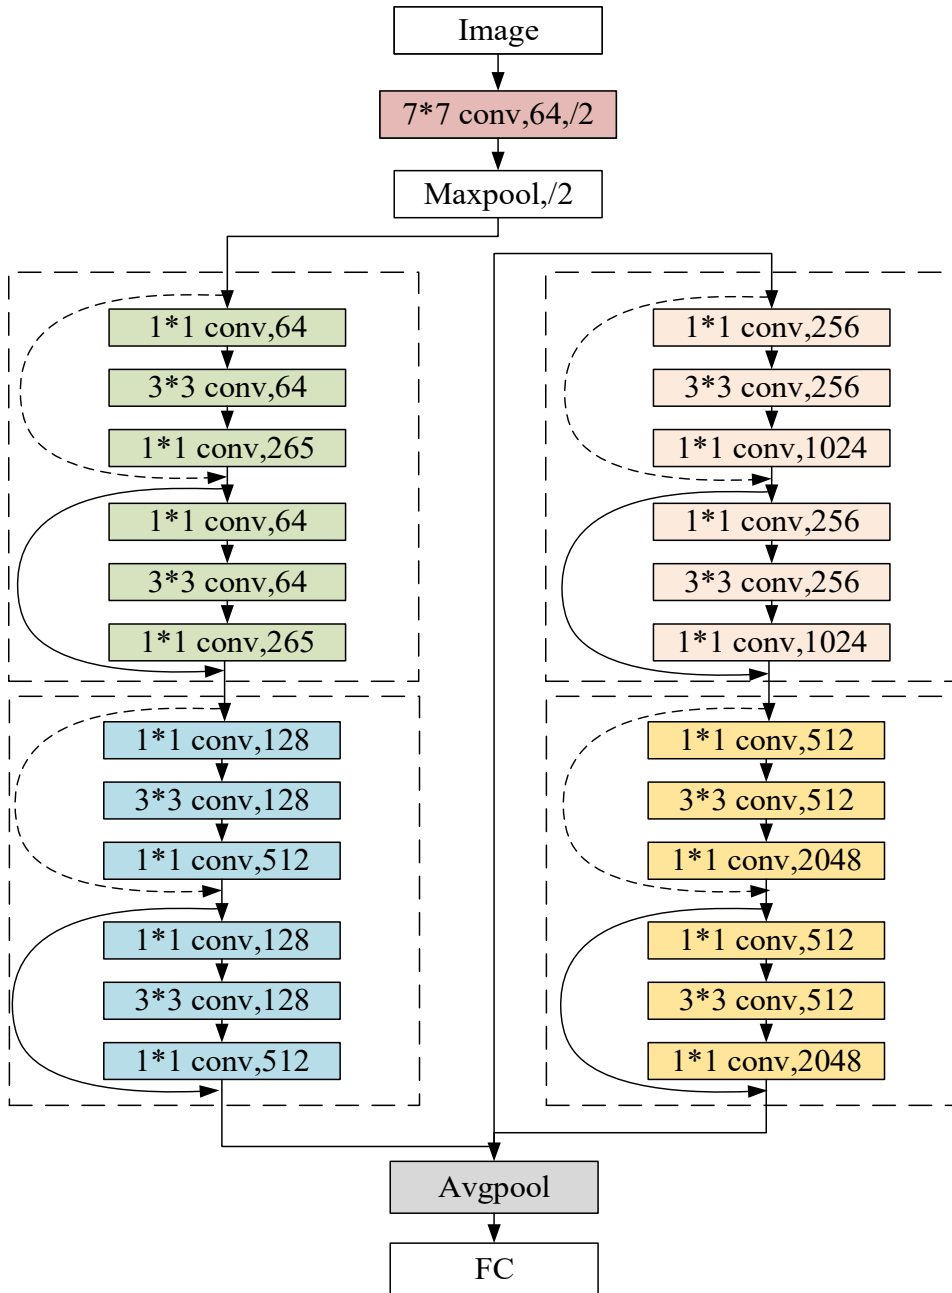 Image
7*7 conv,64,/2
Maxpool,/2
1*1 conv,64
3*3 conv,64
1*1 conv,265
1*1 conv,64
3*3 conv,64
1*1 conv,265
1*1 conv,128
3*3 conv,128
1*1 conv,512
1*1 conv,128
3*3 conv,128
1*1 conv,512
1*1 conv,256
3*3 conv,256
1*1 conv,1024
1*1 conv,256
3*3 conv,256
1*1 conv,1024
1*1 conv,512
3*3 conv,512
1*1 conv,2048
1*1 conv,512
3*3 conv,512
1*1 conv,2048
Avgpool
FC